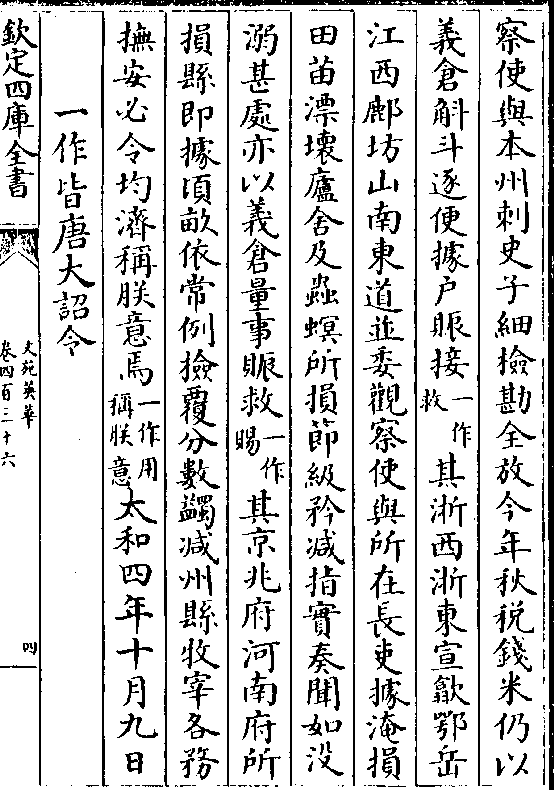 察使與本州刺史子細撿勘全放今年秋税錢米仍以
義倉斛斗逐便據户賑接一作救其浙西浙東宣歙鄂岳
江西鄜坊山南東道並委觀察使與所在長吏據淹損
田苗漂壞廬舍及蟲螟所損節級矜减指實奏聞如没
溺甚處亦以義倉量事賑救一作賜其京兆府河南府所
損縣即據頃畝依常例撿覆分數蠲减州縣牧宰各務
撫安必令均濟稱朕意焉一作用稱朕意太和四年十月九日
一作皆唐大詔令
欽定四庫全書
文苑英華
卷四百三十六
四